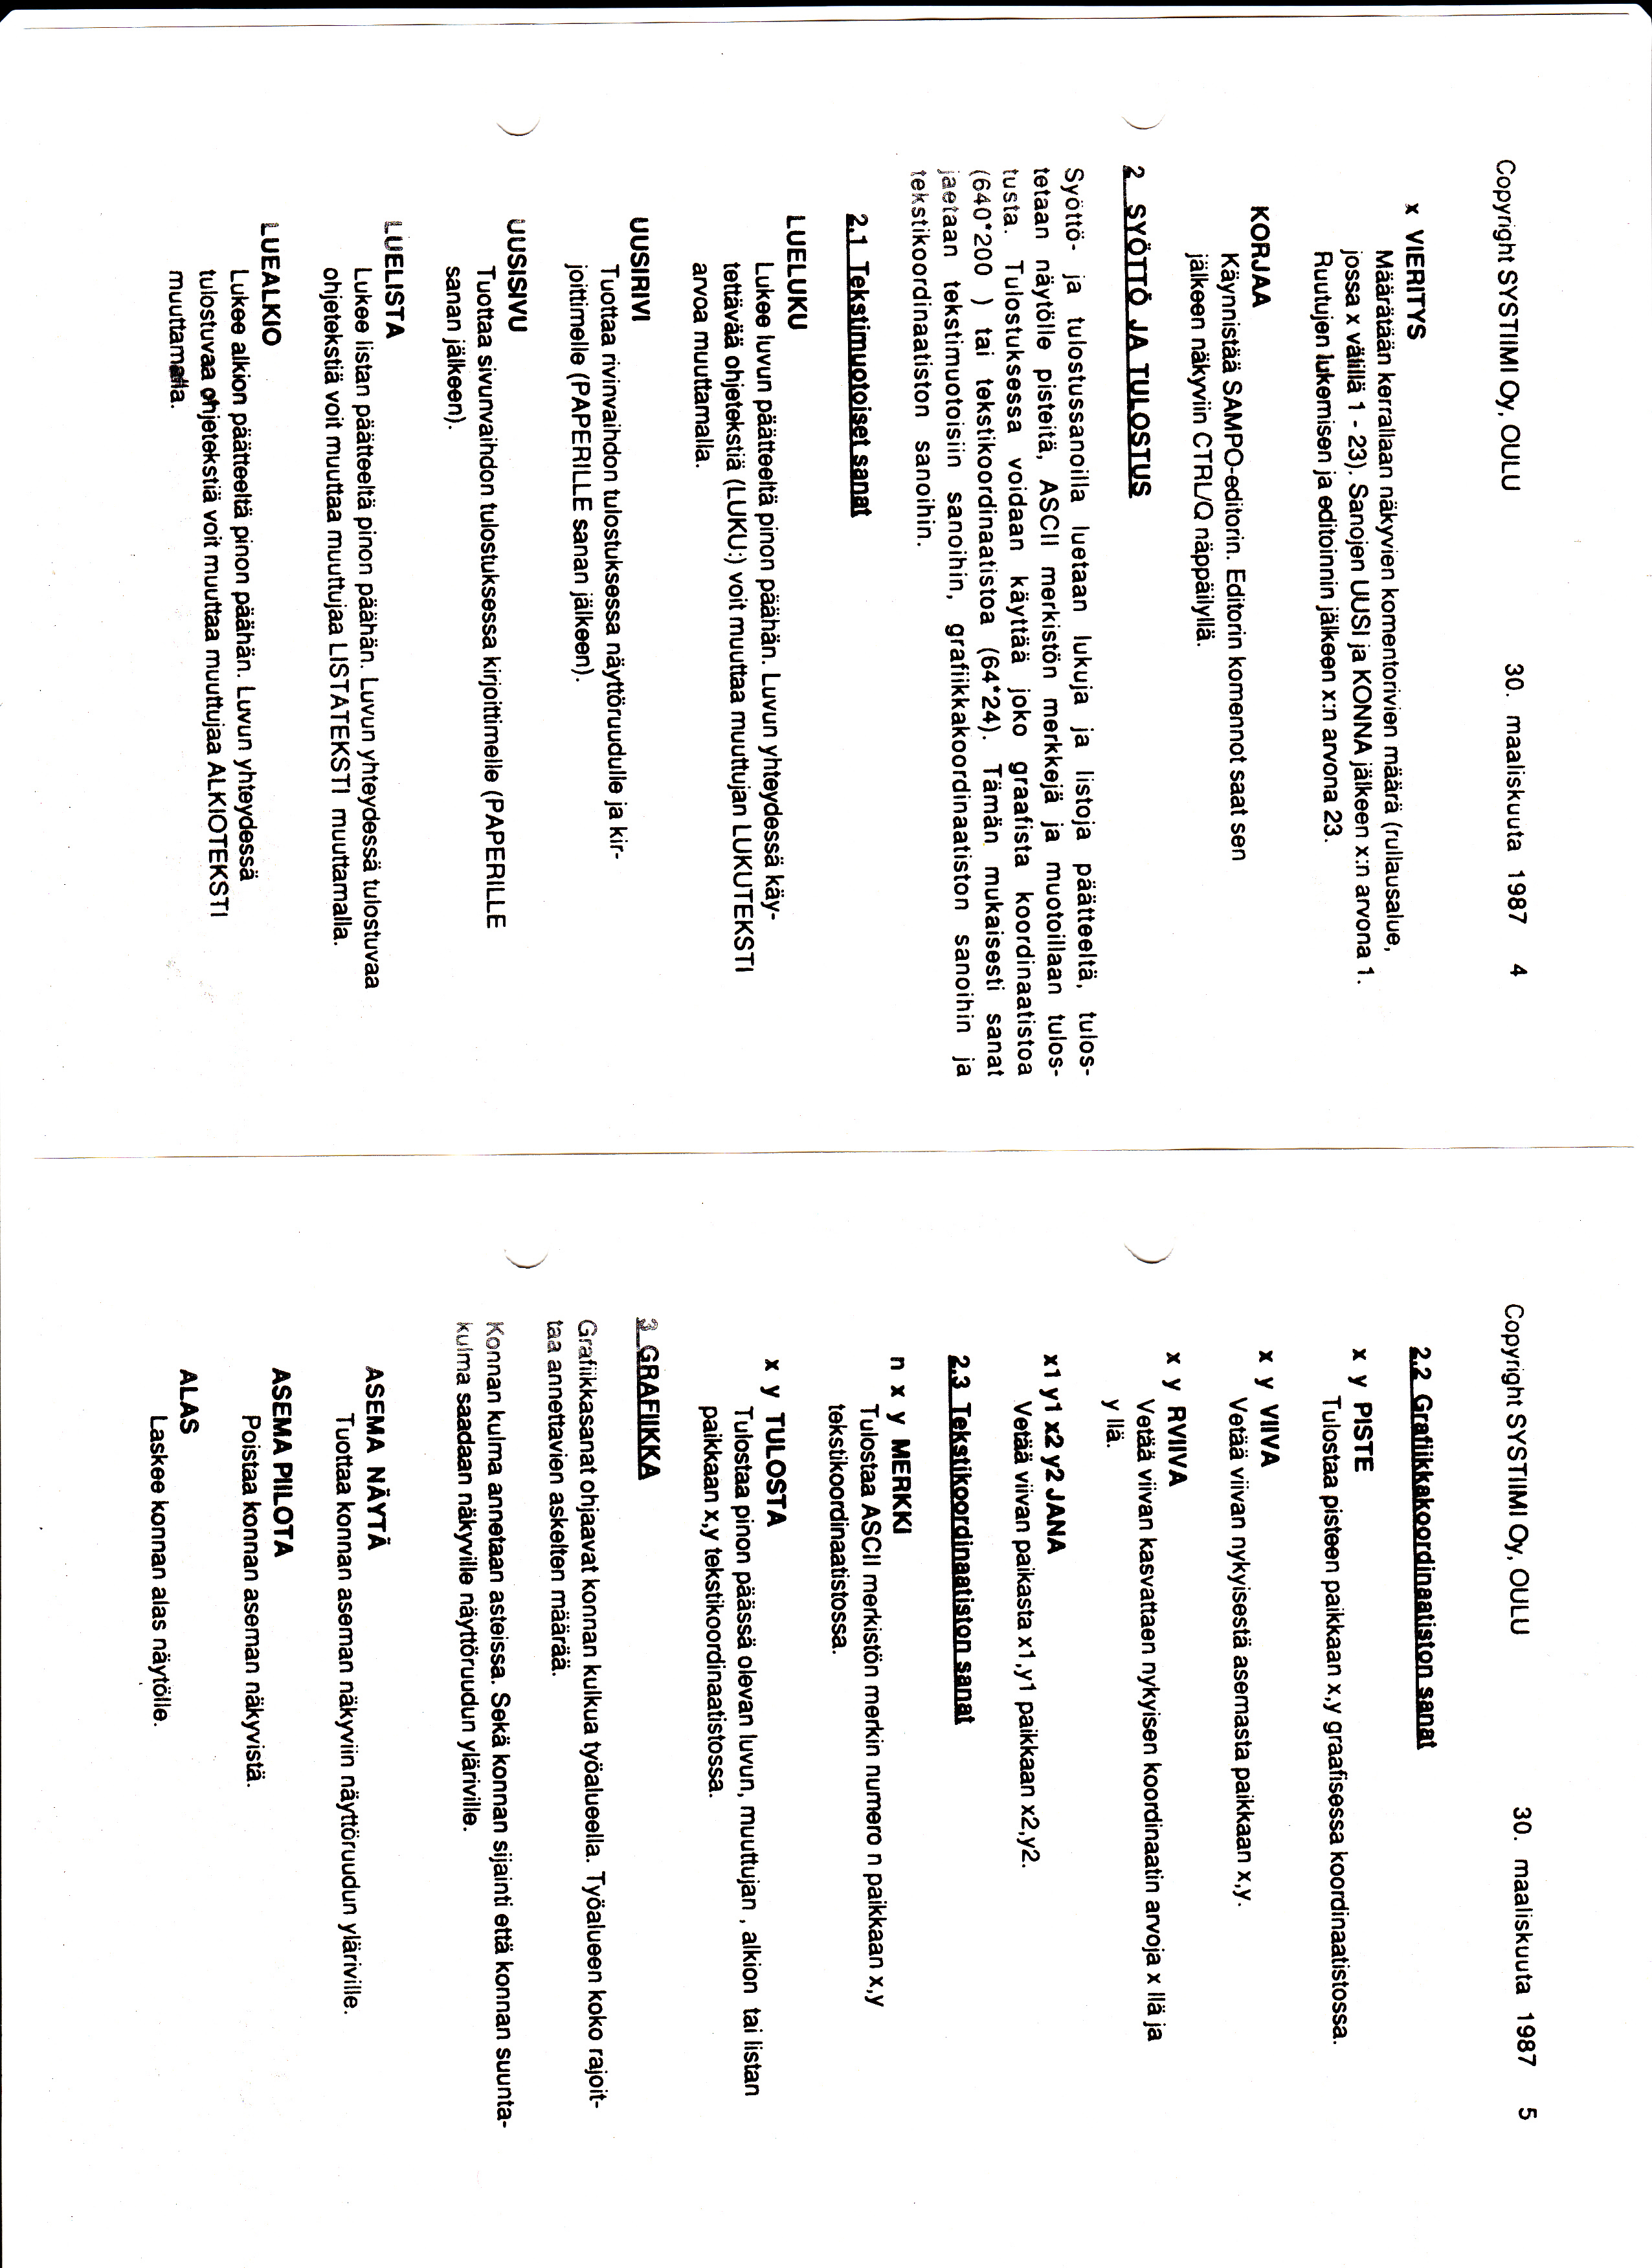 Copyright SYSTIIMI Oy, OULU 30. maaliskuuta 1987 4
x VIERITYS
Määrätään kerrallaan näkyvien komentorivien määrä (rullausalue,
jossa x välillä 1 - 23). Sanojen UUSI ja KONNA jälkeen x:n arvona 1.
Ruutujen lukemisen ja editoinnin jälkeen x:n arvona 23.
KORJAA
Käynnistää SAMPO-editorin. Editorin komennot saat sen
jälkeen näkyviin CTRL/Q näppäilyllä.
2 SYÖTTÖ JA TULOSTUS
Syöttö- ja tulostussanoilla luetaan lukuja ja listoja päätteeltä, tulos-
tetaan näytölle pisteitä, ASCII merkistön merkkejä ja muotoillaan tulos-
tusta. Tulostuksessa voidaan käyttää joko graafista koordinaatistoa
(640*200 ) tai tekstikoordinaatistoa (64*24). Tämän mukaisesti sanat
jaetaan tekstimuotoisiin sanoihin, grafiikkakoordinaatiston sanoihin ja
tekstikoordinaatiston sanoihin.
2.1 Tekstimuotoiset sanat
LUELUKU
Lukee luvun päätteeltä pinon päähän. Luvun yhteydessä käy-
tettävää ohjetekstiä (LUKU:) voit muuttaa muuttujan LUKUTEKSTI
arvoa muuttamalla.
UUSIRIVI
Tuottaa rivinvaihdon tulostuksessa näyttöruudulle ja kir-
joittimelle (PAPERILLE sanan jälkeen).
UUSISIVU
Tuottaa sivunvaihdon tulostuksessa kirjoittimelle (PAPERILLE
sanan jälkeen).
LUELISTA
Lukee listan päätteeltä pinon päähän. Luvun yhteydessä tulostuvaa
ohjetekstiä voit muuttaa muuttujaa LISTATEKSTI muuttamalla.
LUEALKIO
Lukee alkion päätteeltä pinon päähän. Luvun yhteydessä
tulostuvaa ohjetekstiä voit muuttaa muuttujaa ALKIOTEKSTI
muuttamalla.
Copyright SYSTIIMI Oy, OULU 30. maaliskuuta 1987 5
2.2 Grafiikkakoordinaatiston sanat
x y PISTE
Tulostaa pisteen paikkaan x,y graafisessa koordinaatistossa.
x y VIIVA
Vetää viivan nykyisestä asemasta paikkaan x,y.
x y RVIIVA
Vetää viivan kasvattaen nykyisen koordinaatin arvoja x llä ja
y llä.
x1 y1 x2 y2 JANA
Vetää viivan paikasta x1,y1 paikkaan x2,y2.
2.3 Tekstikoordinaatiston sanat
n x y MERKKI
Tulostaa ASCII merkistön merkin numero n paikkaan x,y
tekstikoordinaatistossa.
x y TULOSTA
Tulostaa pinon päässä olevan luvun, muuttujan , alkion tai listan
paikkaan x,y tekstikoordinaatistossa.
3 GRAFIIKKA
Grafiikkasanat ohjaavat konnan kulkua työalueella. Työalueen koko rajoit-
taa annettavien askelten määrää.
Konnan kulma annetaan asteissa. Sekä konnan sijainti että konnan suunta-
kulma saadaan näkyville näyttöruudun yläriville.
ASEMA NÄYTÄ
Tuottaa konnan aseman näkyviin näyttöruudun yläriville.
ASEMA PIILOTA
Poistaa konnan aseman näkyvistä.
ALAS
Laskee konnan alas näytölle.